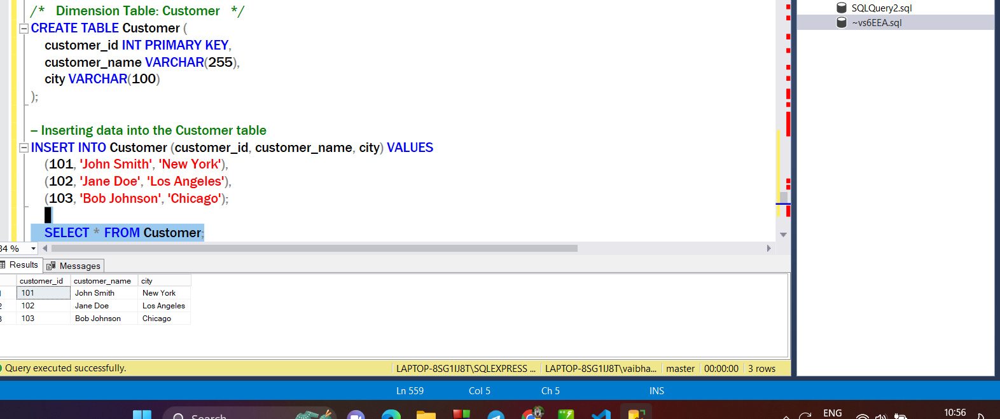 /*   Dimension Table: Customer   */
CREATE TABLE Customer (
customer_id INT PRIMARY KEY,
customer_name VARCHAR(255),
city VARCHAR(100)
);
– Inserting data into the Customer table
INSERT INTO Customer (customer_id, customer_name, city) VALUES
(101, 'John Smith', 'New York'),
(102, 'Jane Doe', 'Los Angeles'),
(103, 'Bob Johnson', 'Chicago');
SELECT * FROM Customer;
SQLQuery2.sql
~vs6EEA.sql
34 %
Results Messages
customer_id customer_name city
1 101 John Smith New York
2 102 Jane Doe Los Angeles
3 103 Bob Johnson Chicago
Query executed successfully. LAPTOP-8SG1IJ8T\SQLEXPRESS ... LAPTOP-8SG1IJ8T\vaibha... master 00:00:00 3 rows
Ln 559 Col 5 Ch 5 INS
Search ENG 10:56